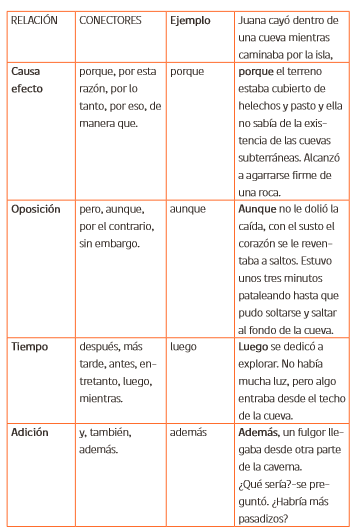 RELACIÓN CONECTORES Ejemplo Juana cayó dentro de
una cueva mientras
caminaba por la isla,
Causa efecto
porque, por esta
razón, por lo
tanto, por eso, de
manera que.
porque
porque el terreno
estaba cubierto de
helechos y pasto y ella
no sabía de la exis-
tencia de las cuevas
subterráneas. Alcanzó
a agarrarse firme de
una roca.
Oposición
pero, aunque,
por el contrario,
sin embargo.
aunque
Aunque no le dolió la
caída, con el susto el
corazón se le reven-
taba a saltos. Estuvo
unos tres minutos
pataleando hasta que
pudo soltarse y saltar
al fondo de la cueva.
Tiempo
después, más
tarde, antes, en-
tretanto, luego,
mientras.
luego
Luego se dedicó a
explorar. No había
mucha luz, pero algo
entraba desde el techo
de la cueva.
Adición
y, también,
además.
además
Además, un fulgor lle-
gaba desde otra parte
de la caverna.
¿Qué sería?-se pre-
guntó. ¿Habría más
pasadizos?